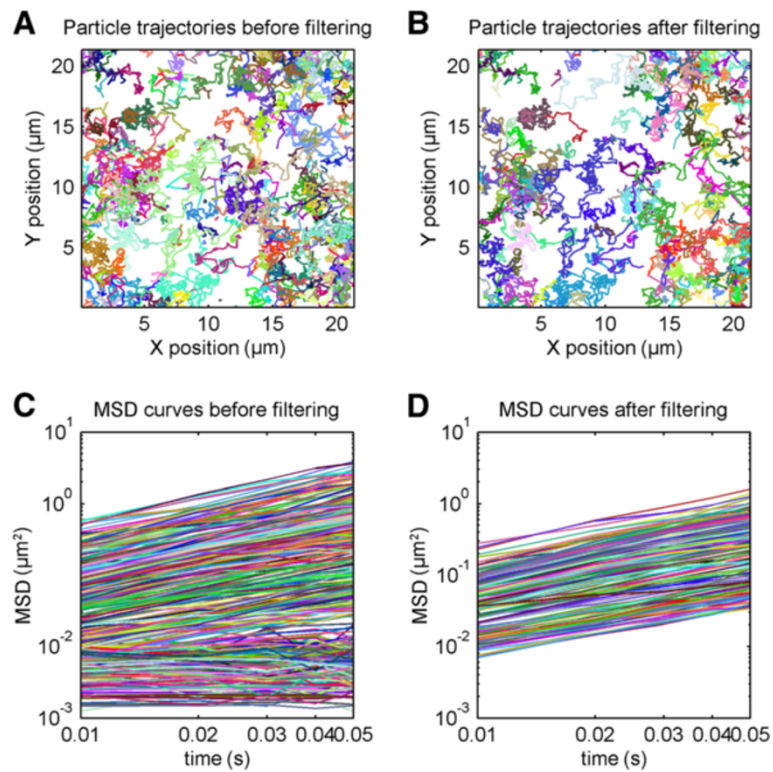 A Particle trajectories before filtering
20
15
10
5
Y position (µm)
5 10 15 20
X position (µm)
B Particle trajectories after filtering
20
15
10
5
Y position (µm)
5 10 15 20
X position (µm)
C MSD curves before filtering
10¹
10⁰
10⁻²
10⁻³
MSD (µm²)
0.01 0.02 0.03 0.04 0.05
time (s)
D MSD curves after filtering
10¹
10⁰
10⁻¹
10⁻²
10⁻³
MSD (µm²)
0.01 0.02 0.03 0.04 0.05
time (s)